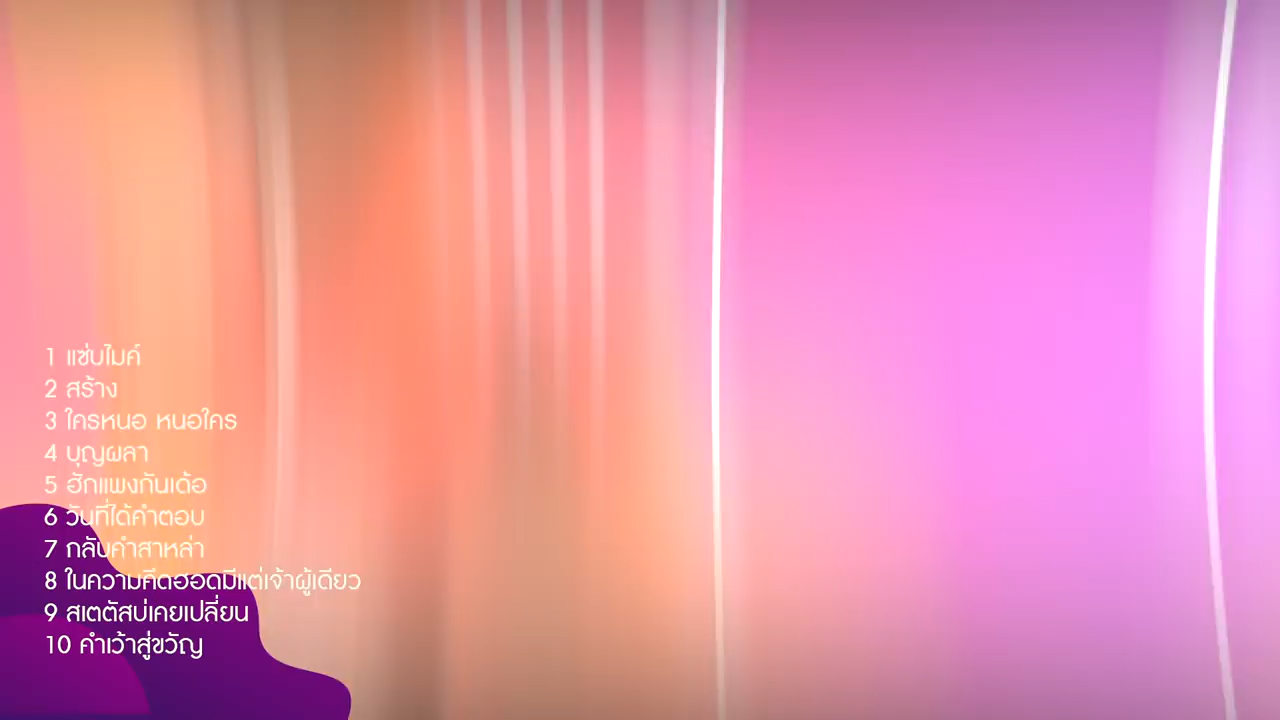 1 แซ่บไมค์
2 สร้าง
3 ใครหนอ หนอใคร
4 บุญผลา
5 ฮักแพงกันเด้อ
6 วันที่ได้คำตอบ
7 กลับคำสาหล่า
8 ในความคึดฮอดมีแต่เจ้าผู้เดียว
9 สเตตัสบ่เคยเปลี่ยน
10 คำเว้าสู่ขวัญ